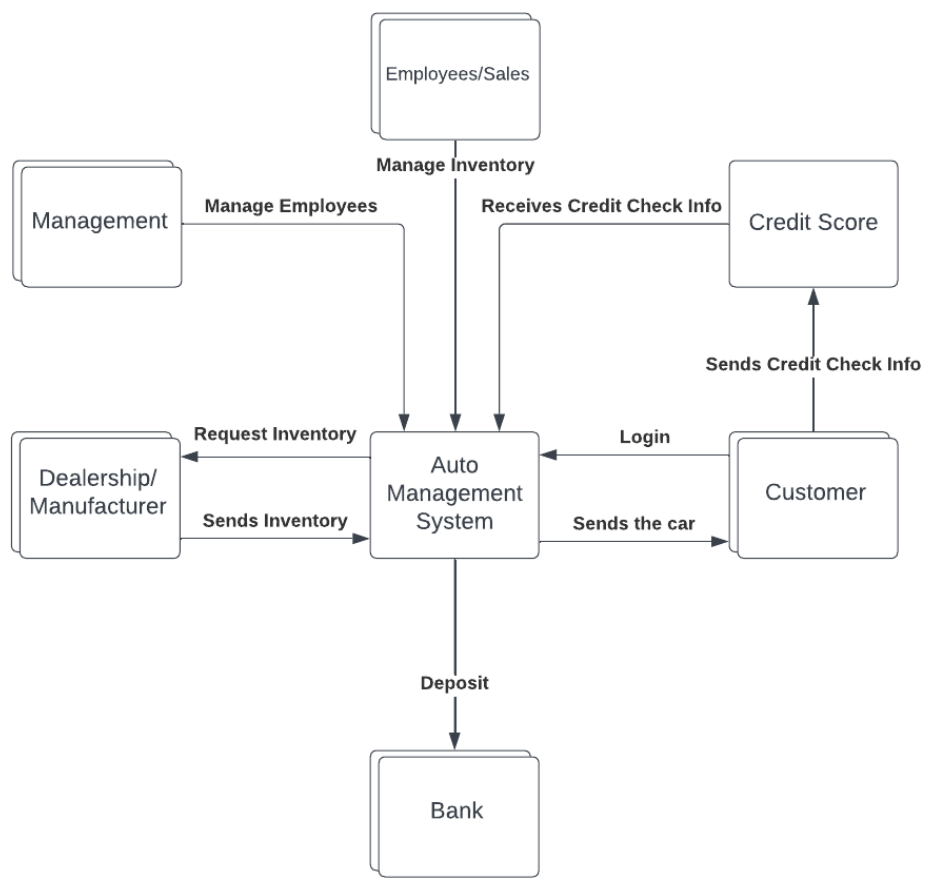 Employees/Sales
Manage Inventory
Management
Manage Employees
Receives Credit Check Info
Credit Score
Sends Credit Check Info
Dealership/
Manufacturer
Request Inventory
Sends Inventory
Auto
Management
System
Login
Sends the car
Customer
Deposit
Bank